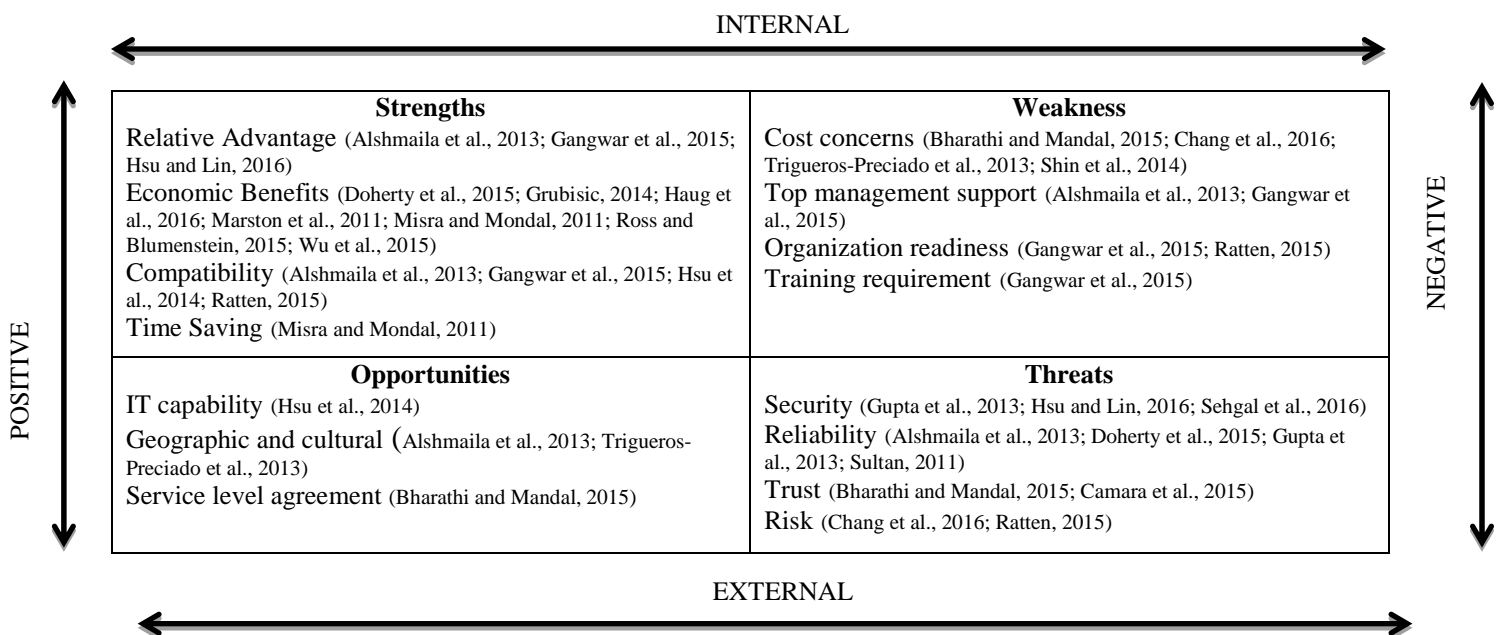 INTERNAL
POSITIVE
Strengths
Relative Advantage (Alshmaila et al., 2013; Gangwar et al., 2015;
Hsu and Lin, 2016)
Economic Benefits (Doherty et al., 2015; Grubisic, 2014; Haug et
al., 2016; Marston et al., 2011; Misra and Mondal, 2011; Ross and
Blumenstein, 2015; Wu et al., 2015)
Compatibility (Alshmaila et al., 2013; Gangwar et al., 2015; Hsu et
al., 2014; Ratten, 2015)
Time Saving (Misra and Mondal, 2011)
Weakness
Cost concerns (Bharathi and Mandal, 2015; Chang et al., 2016;
Trigueros-Preciado et al., 2013; Shin et al., 2014)
Top management support (Alshmaila et al., 2013; Gangwar et
al., 2015)
Organization readiness (Gangwar et al., 2015; Ratten, 2015)
Training requirement (Gangwar et al., 2015)
NEGATIVE
Opportunities
IT capability (Hsu et al., 2014)
Geographic and cultural (Alshmaila et al., 2013; Trigueros-
Preciado et al., 2013)
Service level agreement (Bharathi and Mandal, 2015)
Threats
Security (Gupta et al., 2013; Hsu and Lin, 2016; Sehgal et al., 2016)
Reliability (Alshmaila et al., 2013; Doherty et al., 2015; Gupta et
al., 2013; Sultan, 2011)
Trust (Bharathi and Mandal, 2015; Camara et al., 2015)
Risk (Chang et al., 2016; Ratten, 2015)
EXTERNAL